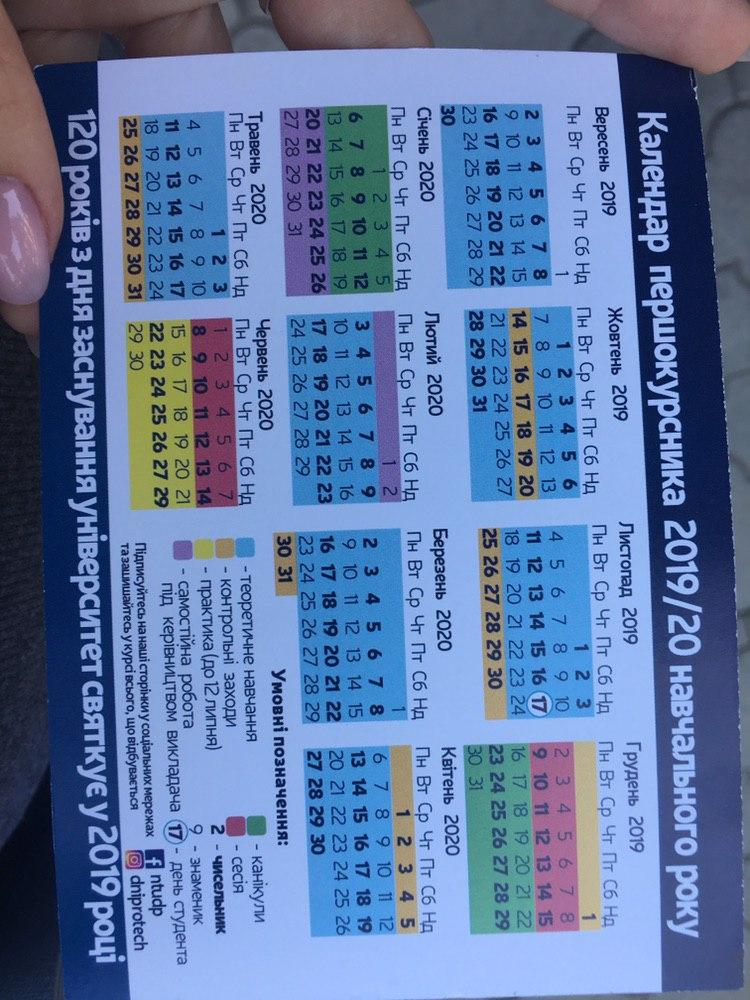 Календар першокурсника 2019/20 навчального року
Вересень 2019
Пн Вт Ср Чт Пт Сб Нд
1
2 3 4 5 6 7 8
9 10 11 12 13 14 15
16 17 18 19 20 21 22
23 24 25 26 27 28 29
30
Жовтень 2019
Пн Вт Ср Чт Пт Сб Нд
1 2 3 4 5 6
7 8 9 10 11 12 13
14 15 16 17 18 19 20
21 22 23 24 25 26 27
28 29 30 31
Листопад 2019
Пн Вт Ср Чт Пт Сб Нд
1 2 3
4 5 6 7 8 9 10
11 12 13 14 15 16 17
18 19 20 21 22 23 24
25 26 27 28 29 30
Грудень 2019
Пн Вт Ср Чт Пт Сб Нд
1
2 3 4 5 6 7 8
9 10 11 12 13 14 15
16 17 18 19 20 21 22
23 24 25 26 27 28 29
30 31
Січень 2020
Пн Вт Ср Чт Пт Сб Нд
1 2 3 4 5
6 7 8 9 10 11 12
13 14 15 16 17 18 19
20 21 22 23 24 25 26
27 28 29 30 31
Лютий 2020
Пн Вт Ср Чт Пт Сб Нд
1 2
3 4 5 6 7 8 9
10 11 12 13 14 15 16
17 18 19 20 21 22 23
24 25 26 27 28 29
Березень 2020
Пн Вт Ср Чт Пт Сб Нд
1
2 3 4 5 6 7 8
9 10 11 12 13 14 15
16 17 18 19 20 21 22
23 24 25 26 27 28 29
30 31
Квітень 2020
Пн Вт Ср Чт Пт Сб Нд
1 2 3 4 5
6 7 8 9 10 11 12
13 14 15 16 17 18 19
20 21 22 23 24 25 26
27 28 29 30
Травень 2020
Пн Вт Ср Чт Пт Сб Нд
1 2 3
4 5 6 7 8 9 10
11 12 13 14 15 16 17
18 19 20 21 22 23 24
25 26 27 28 29 30 31
Червень 2020
Пн Вт Ср Чт Пт Сб Нд
1 2 3 4 5 6 7
8 9 10 11 12 13 14
15 16 17 18 19 20 21
22 23 24 25 26 27 28
29 30
Умовні позначення:
- теоретичне навчання
- контрольні заходи
- практика (до 12 липня)
- самостійна робота
під керівництвом викладача
- канікули
- сесія
2 - чисельник
9 - знаменик
17 - день студента
Підписуйтесь на наші сторінки у соціальних мережах
та зашишайтесь у курсі всього, що відбувається
ntudp
dniprotech
120 років з дня заснування університет святкує у 2019 році